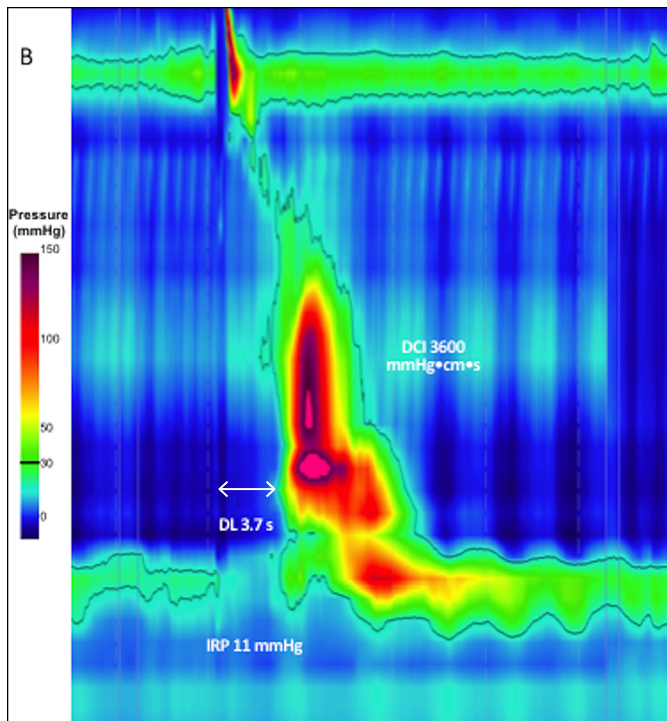 B
Pressure
(mmHg)
150
100
50
30
0
DCI 3600
mmHg•cm•s
DL 3.7 s
IRP 11 mmHg